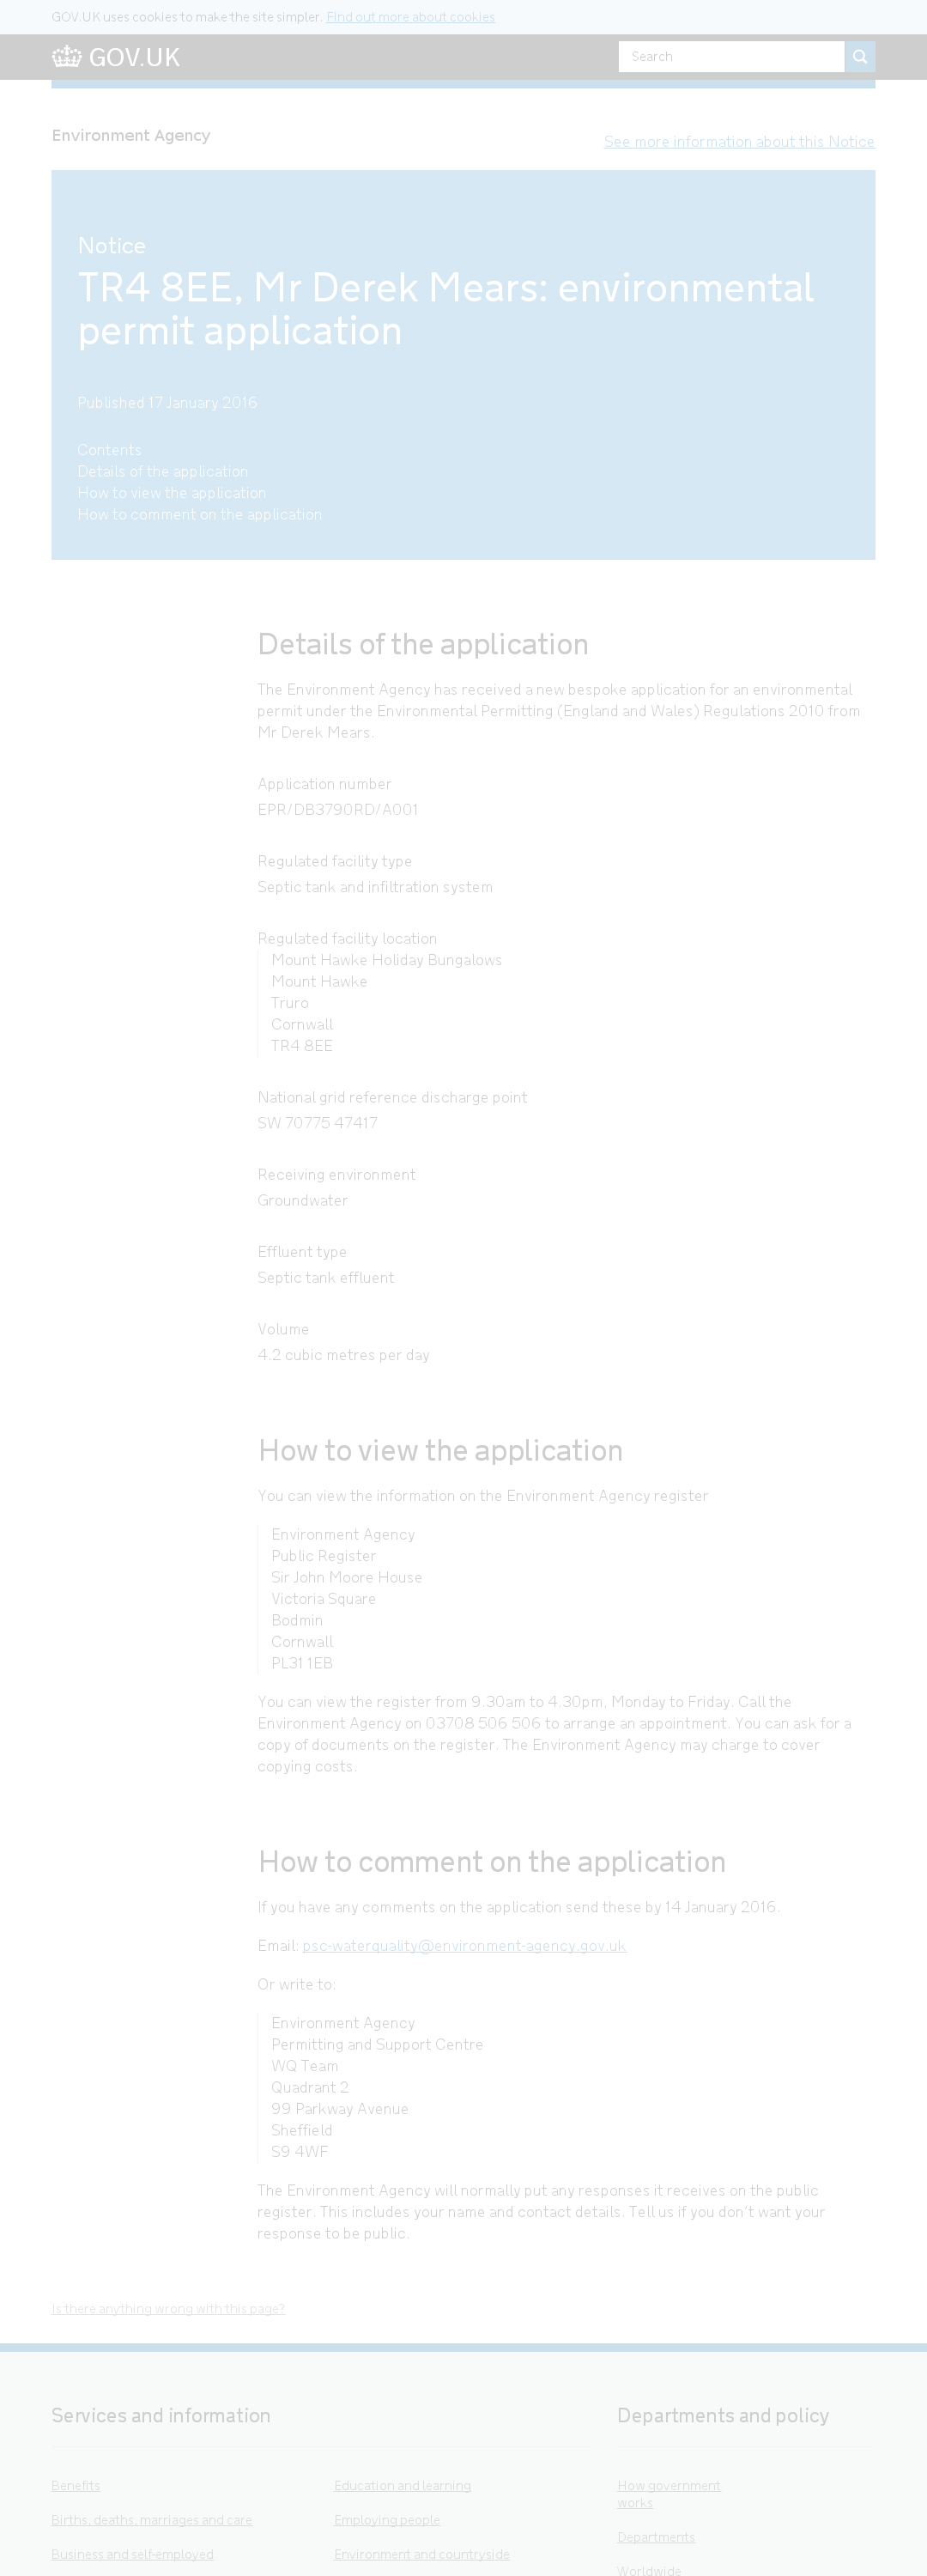 GOV.UK uses cookies to make the site simpler. Find out more about cookies
GOV.UK
Search
Environment Agency
See more information about this Notice
Notice
TR4 8EE, Mr Derek Mears: environmental
permit application
Published 17 January 2016
Contents
Details of the application
How to view the application
How to comment on the application
Details of the application
The Environment Agency has received a new bespoke application for an environmental
permit under the Environmental Permitting (England and Wales) Regulations 2010 from
Mr Derek Mears.
Application number
EPR/DB3790RD/A001
Regulated facility type
Septic tank and infiltration system
Regulated facility location
Mount Hawke Holiday Bungalows
Mount Hawke
Truro
Cornwall
TR4 8EE
National grid reference discharge point
SW 70775 47417
Receiving environment
Groundwater
Effluent type
Septic tank effluent
Volume
4.2 cubic metres per day
How to view the application
You can view the information on the Environment Agency register
Environment Agency
Public Register
Sir John Moore House
Victoria Square
Bodmin
Cornwall
PL31 1EB
You can view the register from 9.30am to 4.30pm, Monday to Friday. Call the
Environment Agency on 03708 506 506 to arrange an appointment. You can ask for a
copy of documents on the register. The Environment Agency may charge to cover
copying costs.
How to comment on the application
If you have any comments on the application send these by 14 January 2016.
Email: psc-waterquality@environment-agency.gov.uk
Or write to:
Environment Agency
Permitting and Support Centre
WQ Team
Quadrant 2
99 Parkway Avenue
Sheffield
S9 4WF
The Environment Agency will normally put any responses it receives on the public
register. This includes your name and contact details. Tell us if you don't want your
response to be public.
Is there anything wrong with this page?
Services and information
Departments and policy
Benefits
Education and learning
How government
works
Births, deaths, marriages and care
Employing people
Departments
Business and self-employed
Environment and countryside
Worldwide